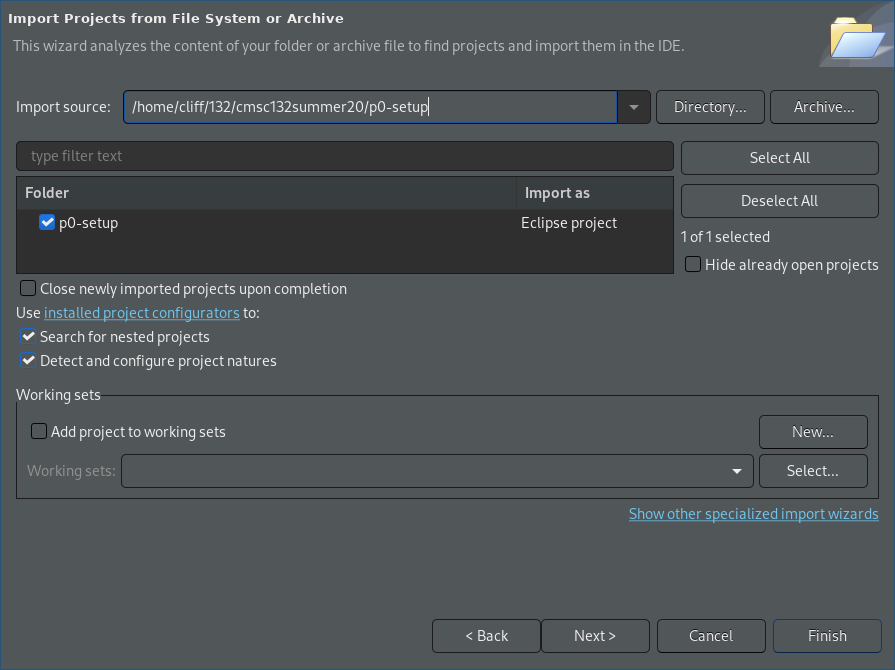 Import Projects from File System or Archive
This wizard analyzes the content of your folder or archive file to find projects and import them in the IDE.
Import source: /home/cliff/132/cmsc132summer20/p0-setup Directory... Archive...
type filter text Select All
Folder Import as
Deselect All
p0-setup Eclipse project
1 of 1 selected
Hide already open projects
Close newly imported projects upon completion
Use installed project configurators to:
Search for nested projects
Detect and configure project natures
Working sets
Add project to working sets New...
Working sets: Select...
Show other specialized import wizards
< Back Next > Cancel Finish